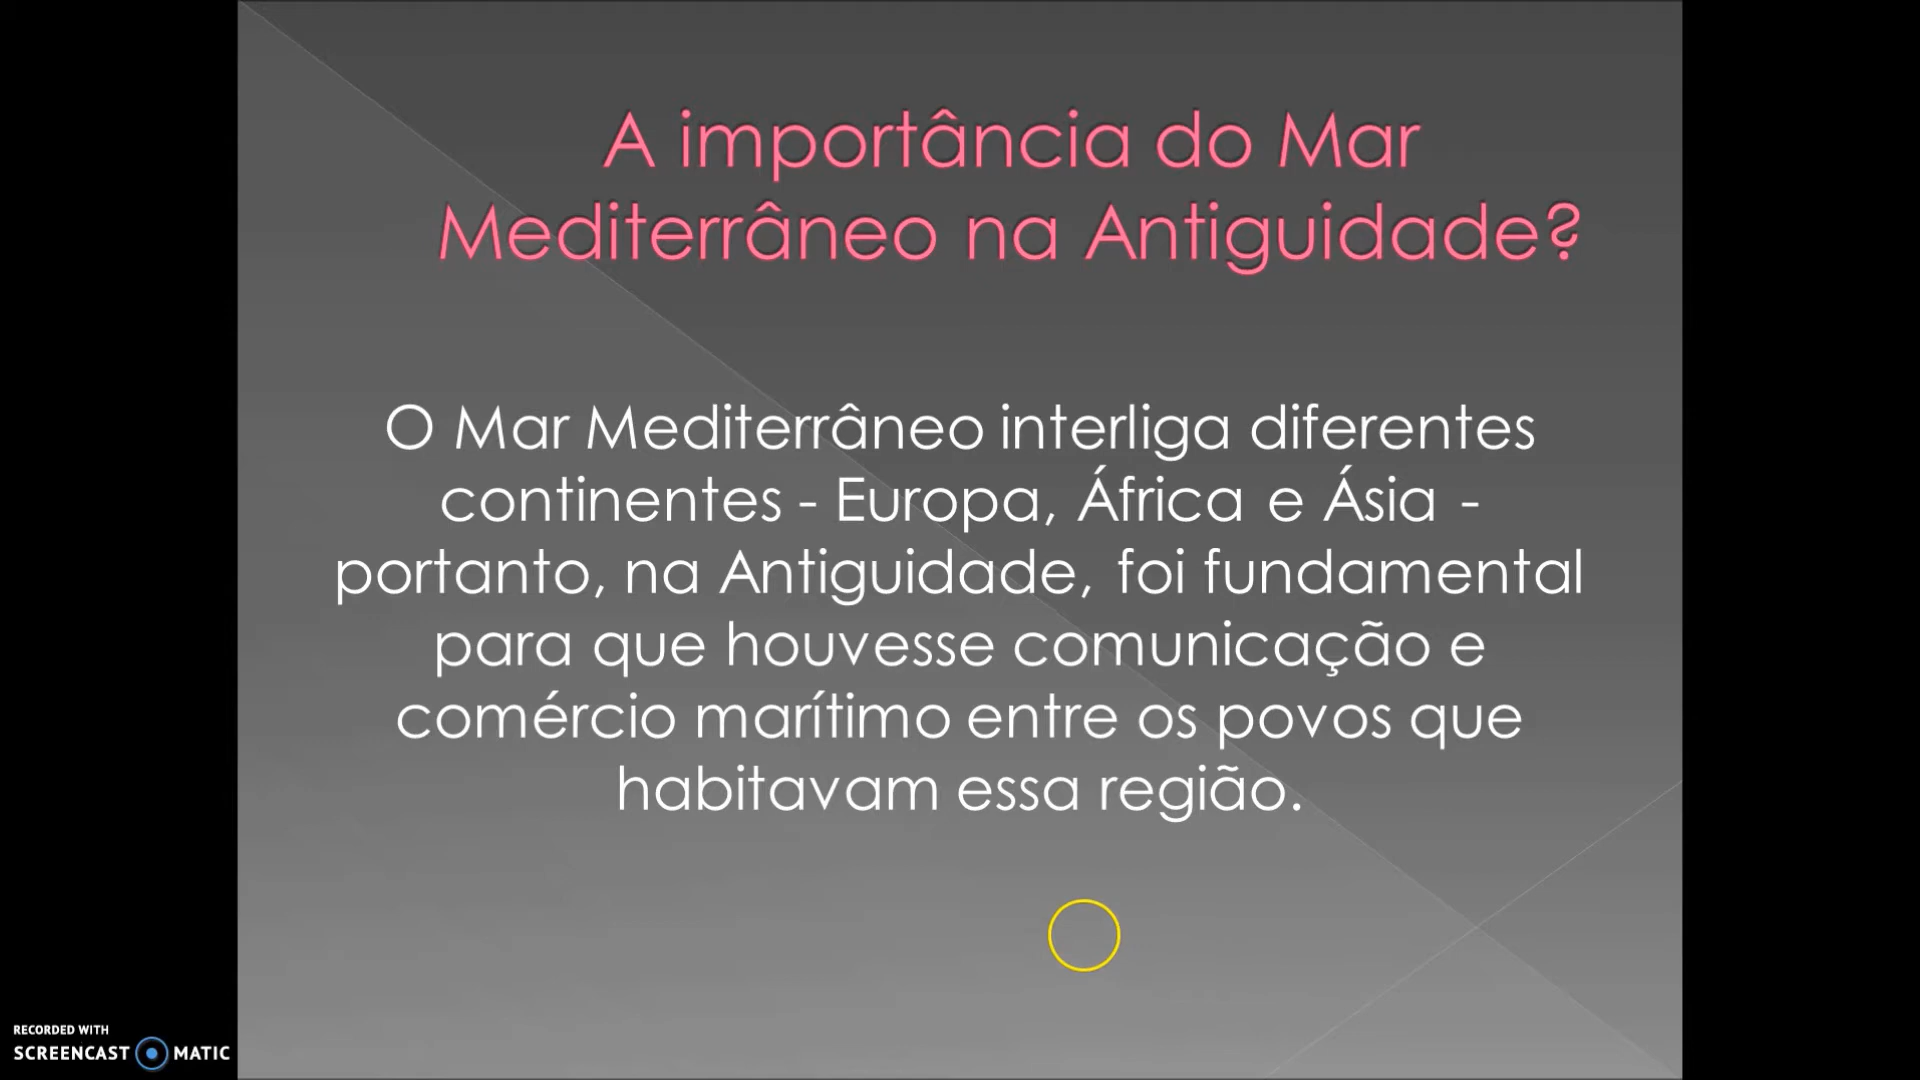 A importância do Mar
Mediterrâneo na Antiguidade?
O Mar Mediterrâneo interliga diferentes
continentes - Europa, África e Ásia -
portanto, na Antiguidade, foi fundamental
para que houvesse comunicação e
comércio marítimo entre os povos que
habitavam essa região.
RECORDED WITH
SCREENCAST MATIC